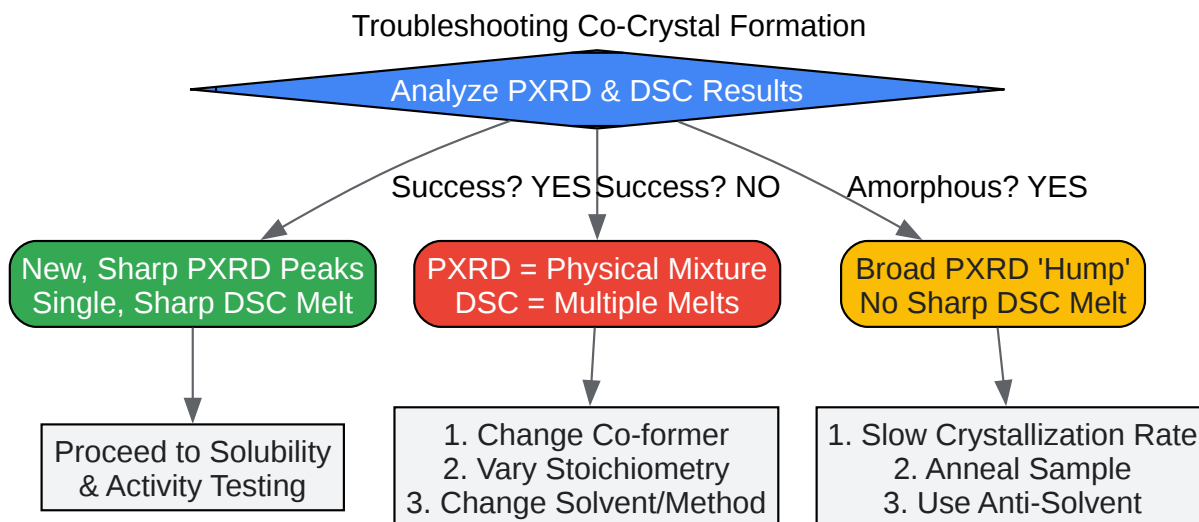 Troubleshooting Co-Crystal Formation
Analyze PXRD & DSC Results
Success? YES
Success? NO
Amorphous? YES
New, Sharp PXRD Peaks
Single, Sharp DSC Melt
PXRD = Physical Mixture
DSC = Multiple Melts
Broad PXRD 'Hump'
No Sharp DSC Melt
Proceed to Solubility
& Activity Testing
1. Change Co-former
2. Vary Stoichiometry
3. Change Solvent/Method
1. Slow Crystallization Rate
2. Anneal Sample
3. Use Anti-Solvent